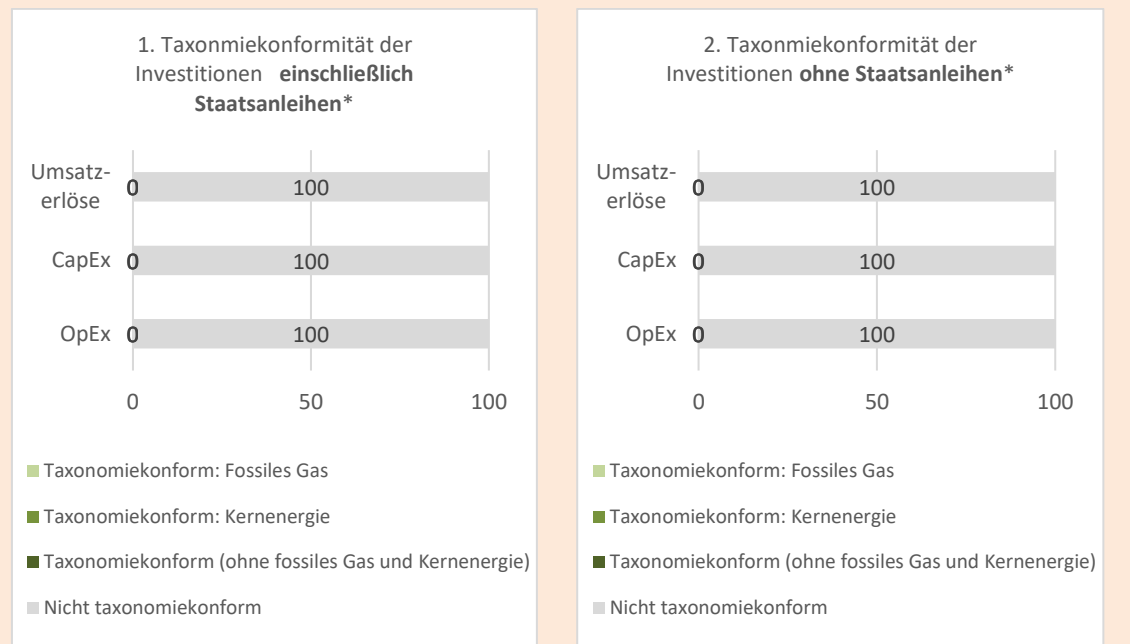 1. Taxonmiekonformität der
Investitionen einschließlich
Staatsanleihen*
Umsatz-
erlöse
0 100
CapEx 0 100
OpEx 0 100
0 50 100
Taxonomiekonform: Fossiles Gas
Taxonomiekonform: Kernenergie
Taxonomiekonform (ohne fossiles Gas und Kernenergie)
Nicht taxonomiekonform
2. Taxonmiekonformität der
Investitionen ohne Staatsanleihen*
Umsatz-
erlöse
0 100
CapEx 0 100
OpEx 0 100
0 50 100
Taxonomiekonform: Fossiles Gas
Taxonomiekonform: Kernenergie
Taxonomiekonform (ohne fossiles Gas und Kernenergie)
Nicht taxonomiekonform